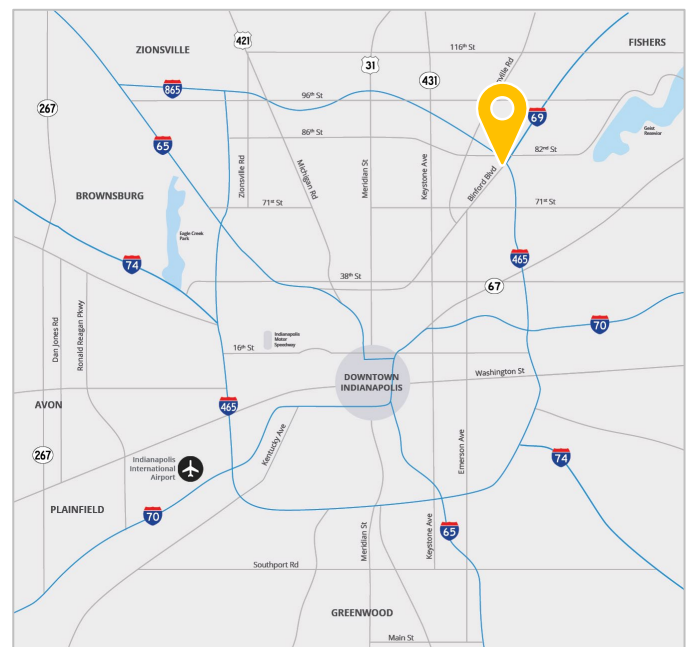 ZIONSVILLE
421
116th St
FISHERS
31
431
865
96th St
267
69
86th St
82nd St
Geist
65
Zionsville Rd
Michigan Rd
Meridian St
Keystone Ave
Binford Blvd
BROWNSBURG
71st St
71st St
Eagle Creek
Park
74
465
38th St
67
Dan Jones Rd
Ronald Reagan Pkwy
70
Indianapolis
Motor
Speedway
16th St
DOWNTOWN
INDIANAPOLIS
Washington St
AVON
465
Kentucky Ave
Emerson Ave
267
Indianapolis
International
Airport
74
PLAINFIELD
70
Meridian St
Keystone Ave
65
Southport Rd
GREENWOOD
Main St